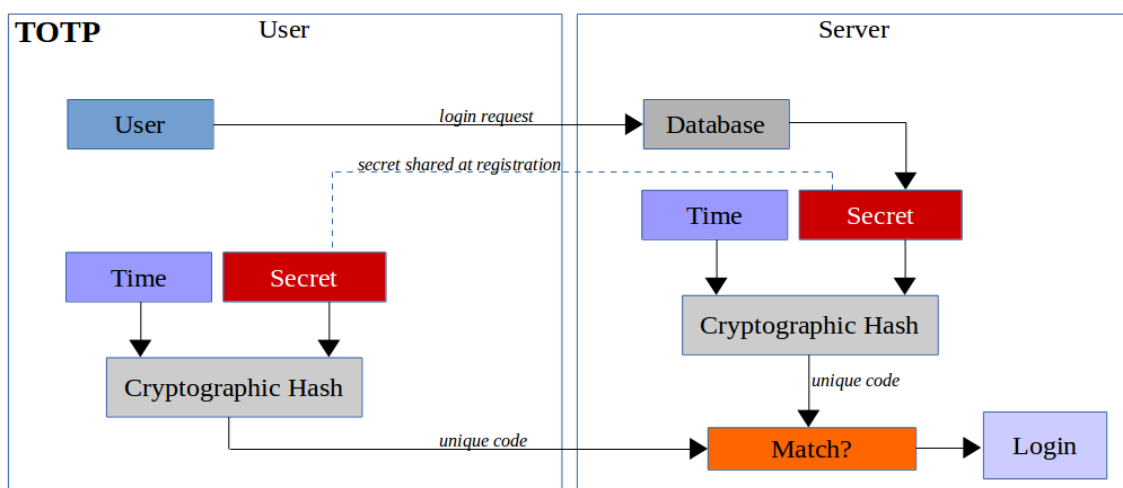 TOTP
User
Server
User
login request
Database
secret shared at registration
Time
Secret
Time
Secret
Cryptographic Hash
Cryptographic Hash
unique code
unique code
Match?
Login